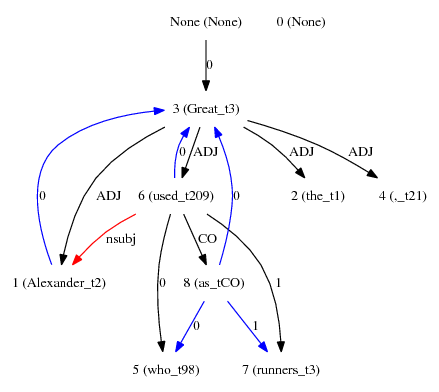 None (None) 0 (None)
0
3 (Great_t3)
0 ADJ 0 ADJ ADJ ADJ
6 (used_t209) 2 (the_t1) 4 (,_t21)
nsubj CO 0
1 (Alexander_t2) 0 8 (as_tCO) 1
0 1
5 (who_t98) 7 (runners_t3)